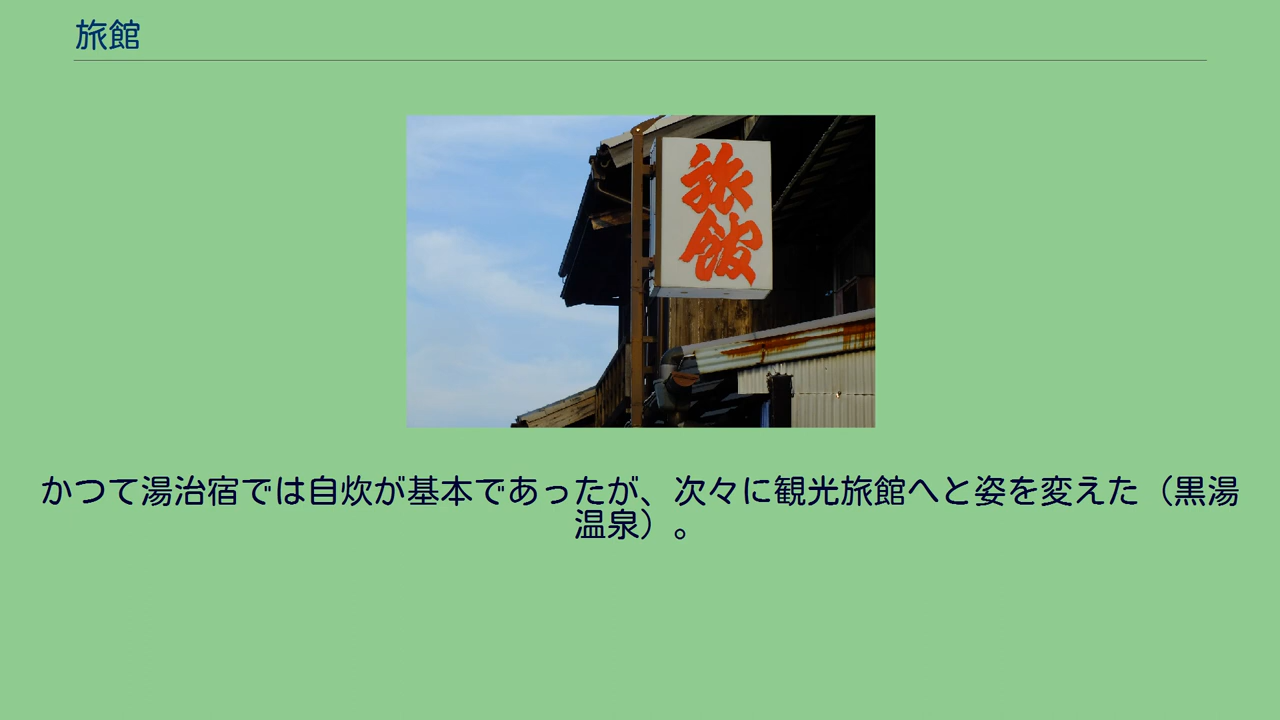 旅館
旅館
かつて湯治宿では自炊が基本であったが、次々に観光旅館へと姿を変えた（黒湯
温泉）。